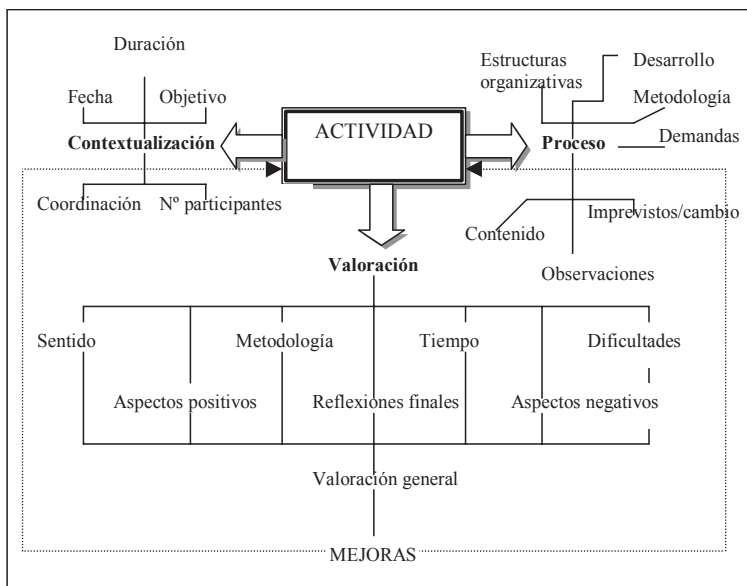 Duración
Fecha
Objetivo
Contextualización
Coordinación
Nº participantes
ACTIVIDAD
Estructuras
organizativas
Desarrollo
Metodología
Proceso
Demandas
Contenido
Imprevistos/cambio
Observaciones
Valoración
Sentido
Metodología
Tiempo
Dificultades
Aspectos positivos
Reflexiones finales
Aspectos negativos
Valoración general
MEJORAS